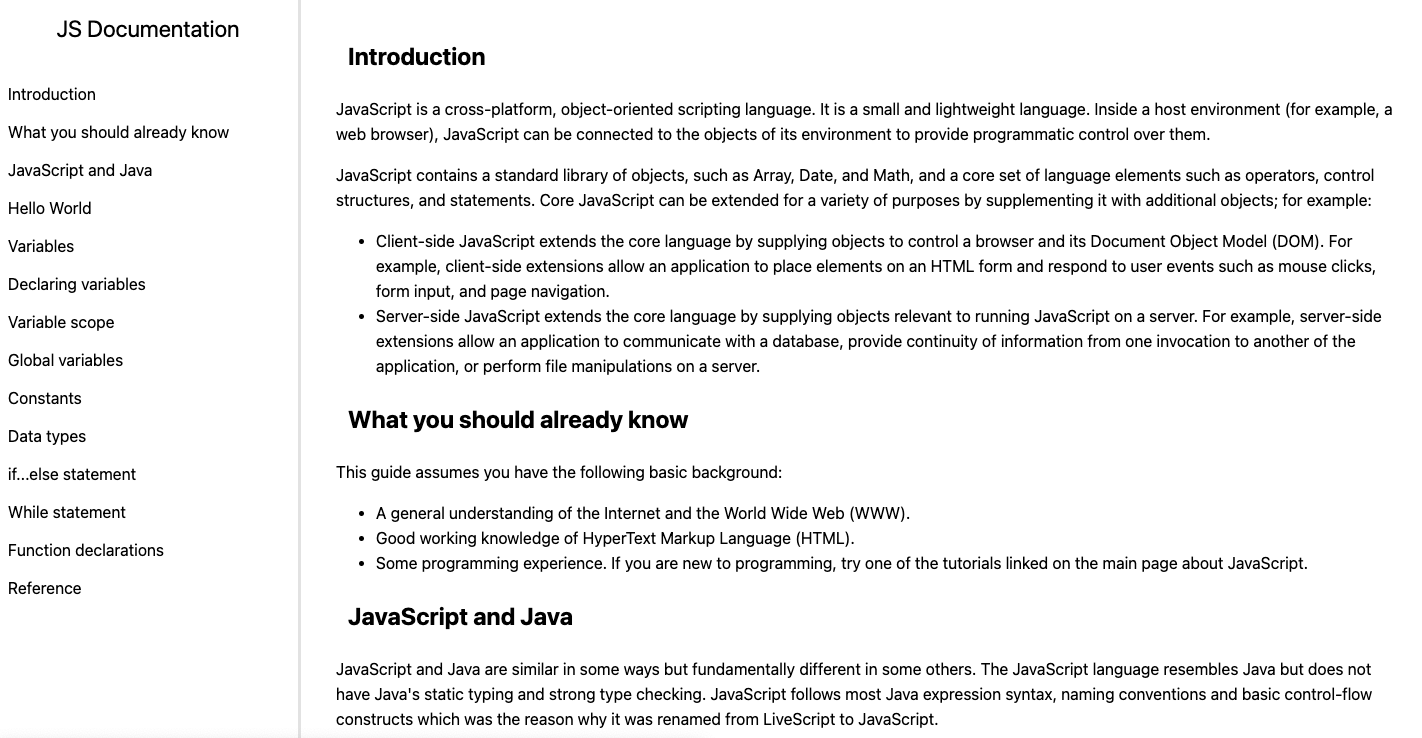 JS Documentation
Introduction
What you should already know
JavaScript and Java
Hello World
Variables
Declaring variables
Variable scope
Global variables
Constants
Data types
if...else statement
While statement
Function declarations
Reference
Introduction
JavaScript is a cross-platform, object-oriented scripting language. It is a small and lightweight language. Inside a host environment (for example, a
web browser), JavaScript can be connected to the objects of its environment to provide programmatic control over them.
JavaScript contains a standard library of objects, such as Array, Date, and Math, and a core set of language elements such as operators, control
structures, and statements. Core JavaScript can be extended for a variety of purposes by supplementing it with additional objects; for example:
• Client-side JavaScript extends the core language by supplying objects to control a browser and its Document Object Model (DOM). For
example, client-side extensions allow an application to place elements on an HTML form and respond to user events such as mouse clicks,
form input, and page navigation.
• Server-side JavaScript extends the core language by supplying objects relevant to running JavaScript on a server. For example, server-side
extensions allow an application to communicate with a database, provide continuity of information from one invocation to another of the
application, or perform file manipulations on a server.
What you should already know
This guide assumes you have the following basic background:
• A general understanding of the Internet and the World Wide Web (WWW).
• Good working knowledge of HyperText Markup Language (HTML).
• Some programming experience. If you are new to programming, try one of the tutorials linked on the main page about JavaScript.
JavaScript and Java
JavaScript and Java are similar in some ways but fundamentally different in some others. The JavaScript language resembles Java but does not
have Java's static typing and strong type checking. JavaScript follows most Java expression syntax, naming conventions and basic control-flow
constructs which was the reason why it was renamed from LiveScript to JavaScript.